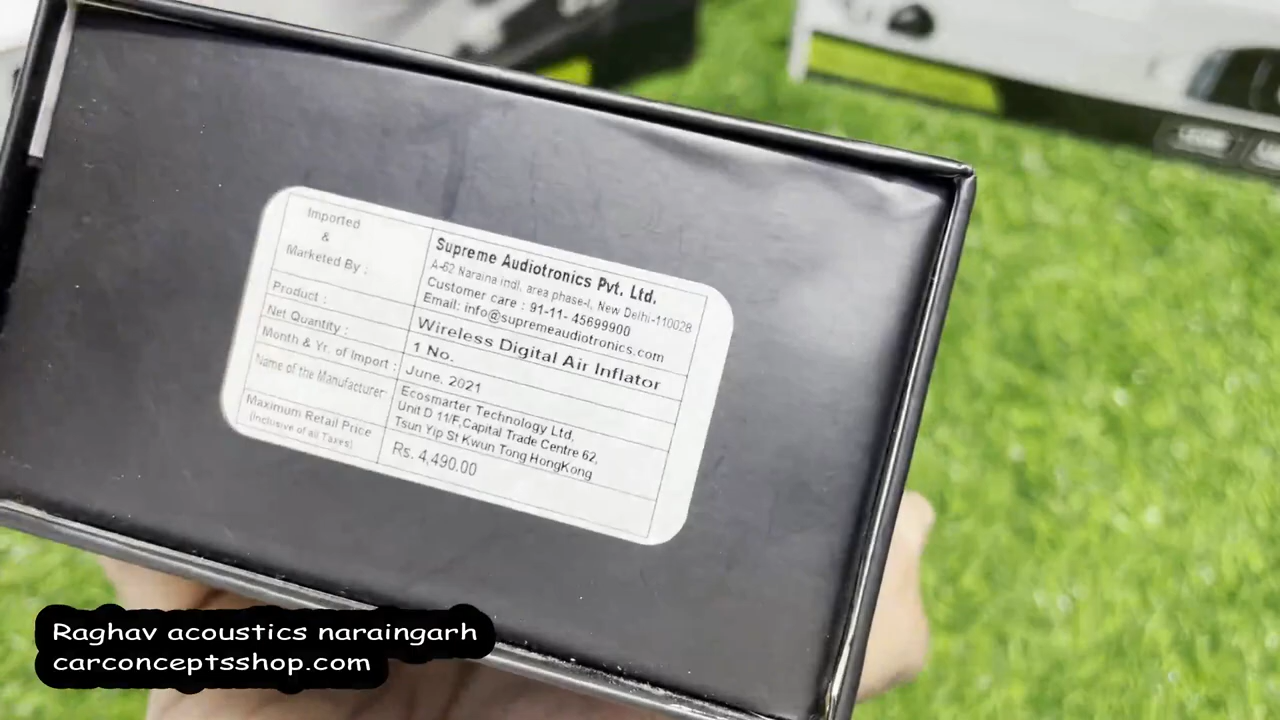 Imported
&
Marketed By :
Supreme Audiotronics Pvt. Ltd.
A-62 Naraina indl. area phase-I, New Delhi-110028
Customer care : 91-11- 45699900
Email: info@supremeaudiotronics.com
Product :
Wireless Digital Air Inflator
Net Quantity :
1 No.
Month & Yr. of Import :
June, 2021
Name of the Manufacturer
Ecosmarter Technology Ltd,
Unit D 11/F,Capital Trade Centre 62,
Tsun Yip St Kwun Tong HongKong
Maximum Retail Price
(Inclusive of all Taxes)
Rs. 4,490.00
Raghav acoustics naraingarh
carconceptsshop.com